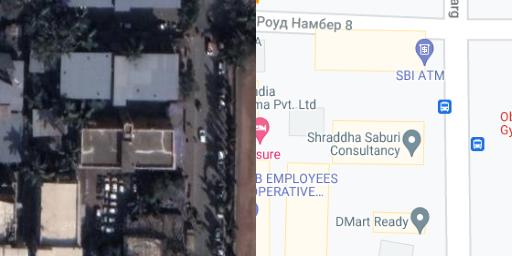 Роуд Намбер 8
arg
SBI ATM
A
ndia
ma Pvt. Ltd
Ob
Gy
Shraddha Saburi
Consultancy
sure
B EMPLOYEES
OPERATIVE...
DMart Ready